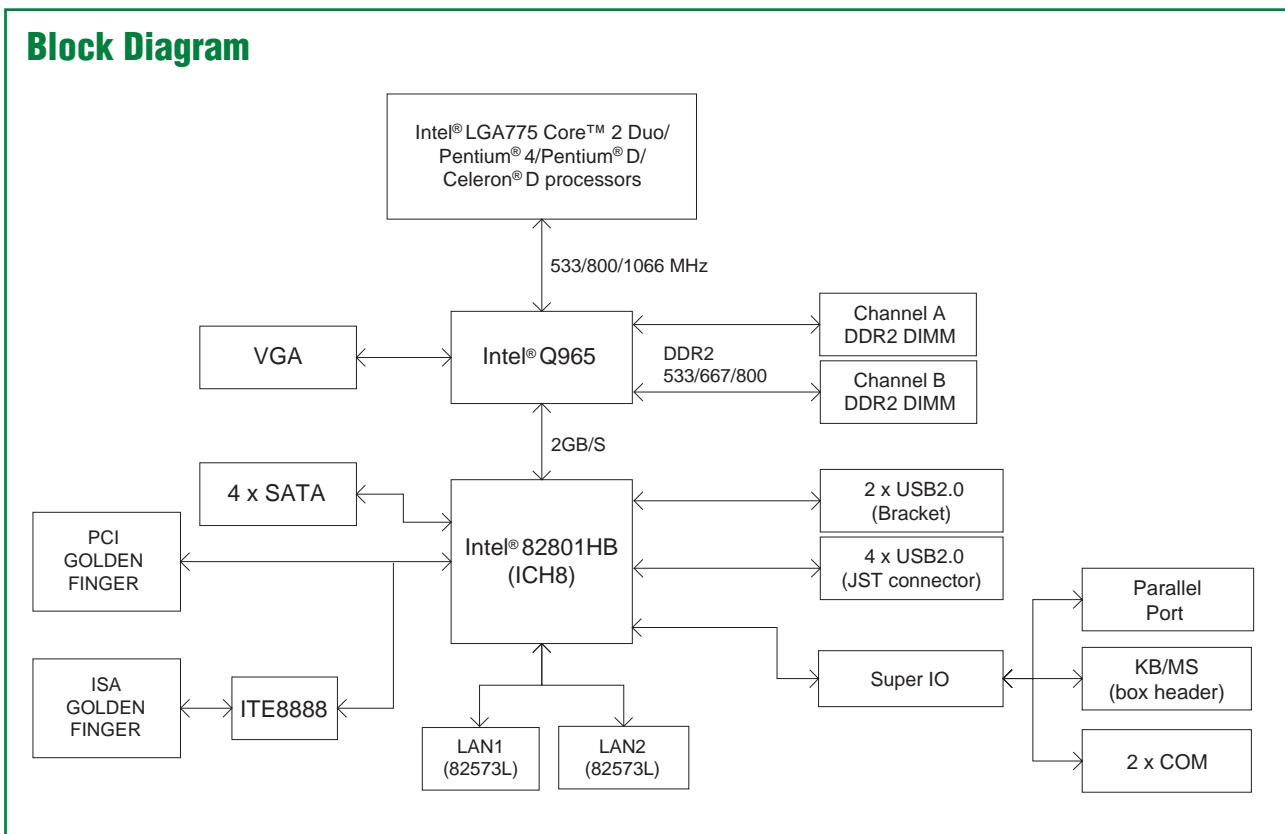 Block Diagram
Intel® LGA775 Core™ 2 Duo/
Pentium® 4/Pentium® D/
Celeron® D processors
533/800/1066 MHz
VGA
Intel® Q965
DDR2
533/667/800
Channel A
DDR2 DIMM
Channel B
DDR2 DIMM
2GB/S
4 x SATA
PCI
GOLDEN
FINGER
Intel® 82801HB
(ICH8)
2 x USB2.0
(Bracket)
4 x USB2.0
(JST connector)
Parallel
Port
ISA
GOLDEN
FINGER
ITE8888
Super IO
KB/MS
(box header)
LAN1
(82573L)
LAN2
(82573L)
2 x COM